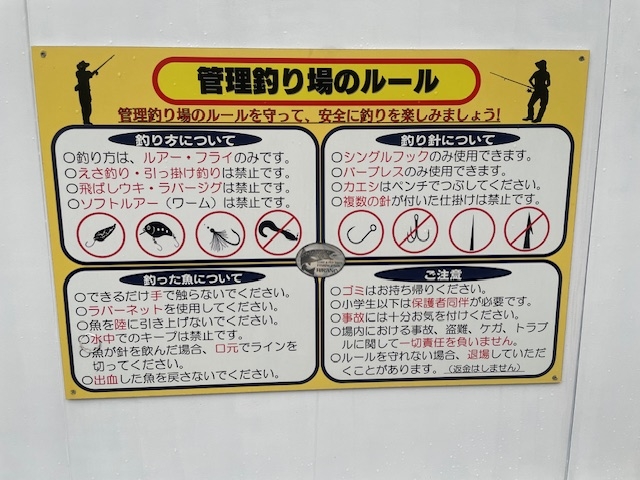 管理釣り場のルール
管理釣り場のルールを守って、安全に釣りを楽しみましょう!
釣り方について
○釣り方は、ルアー・フライのみです。
○えさ釣り・引っ掛け釣りは禁止です。
○飛ばしウキ・ラバージグは禁止です。
○ソフトルアー（ワーム）は禁止です。
釣り針について
○シングルフックのみ使用できます。
○バーブレスのみ使用できます。
○カエシはペンチでつぶしてください。
○複数の針が付いた仕掛けは禁止です。
釣った魚について
○できるだけ手で触らないでください。
○ラバーネットを使用してください。
○魚を陸に引き上げないでください。
○水中でのキープは禁止です。
○魚が針を飲んだ場合、口元でラインを
切ってください。
○出血した魚を戻さないでください。
ご注意
○ゴミはお持ち帰りください。
○小学生以下は保護者同伴が必要です。
○事故には十分お気を付けください。
○場内における事故、盗難、ケガ、トラブ
ルに関して一切責任を負いません。
○ルールを守れない場合、退場していただ
くことがあります。（返金はしません）